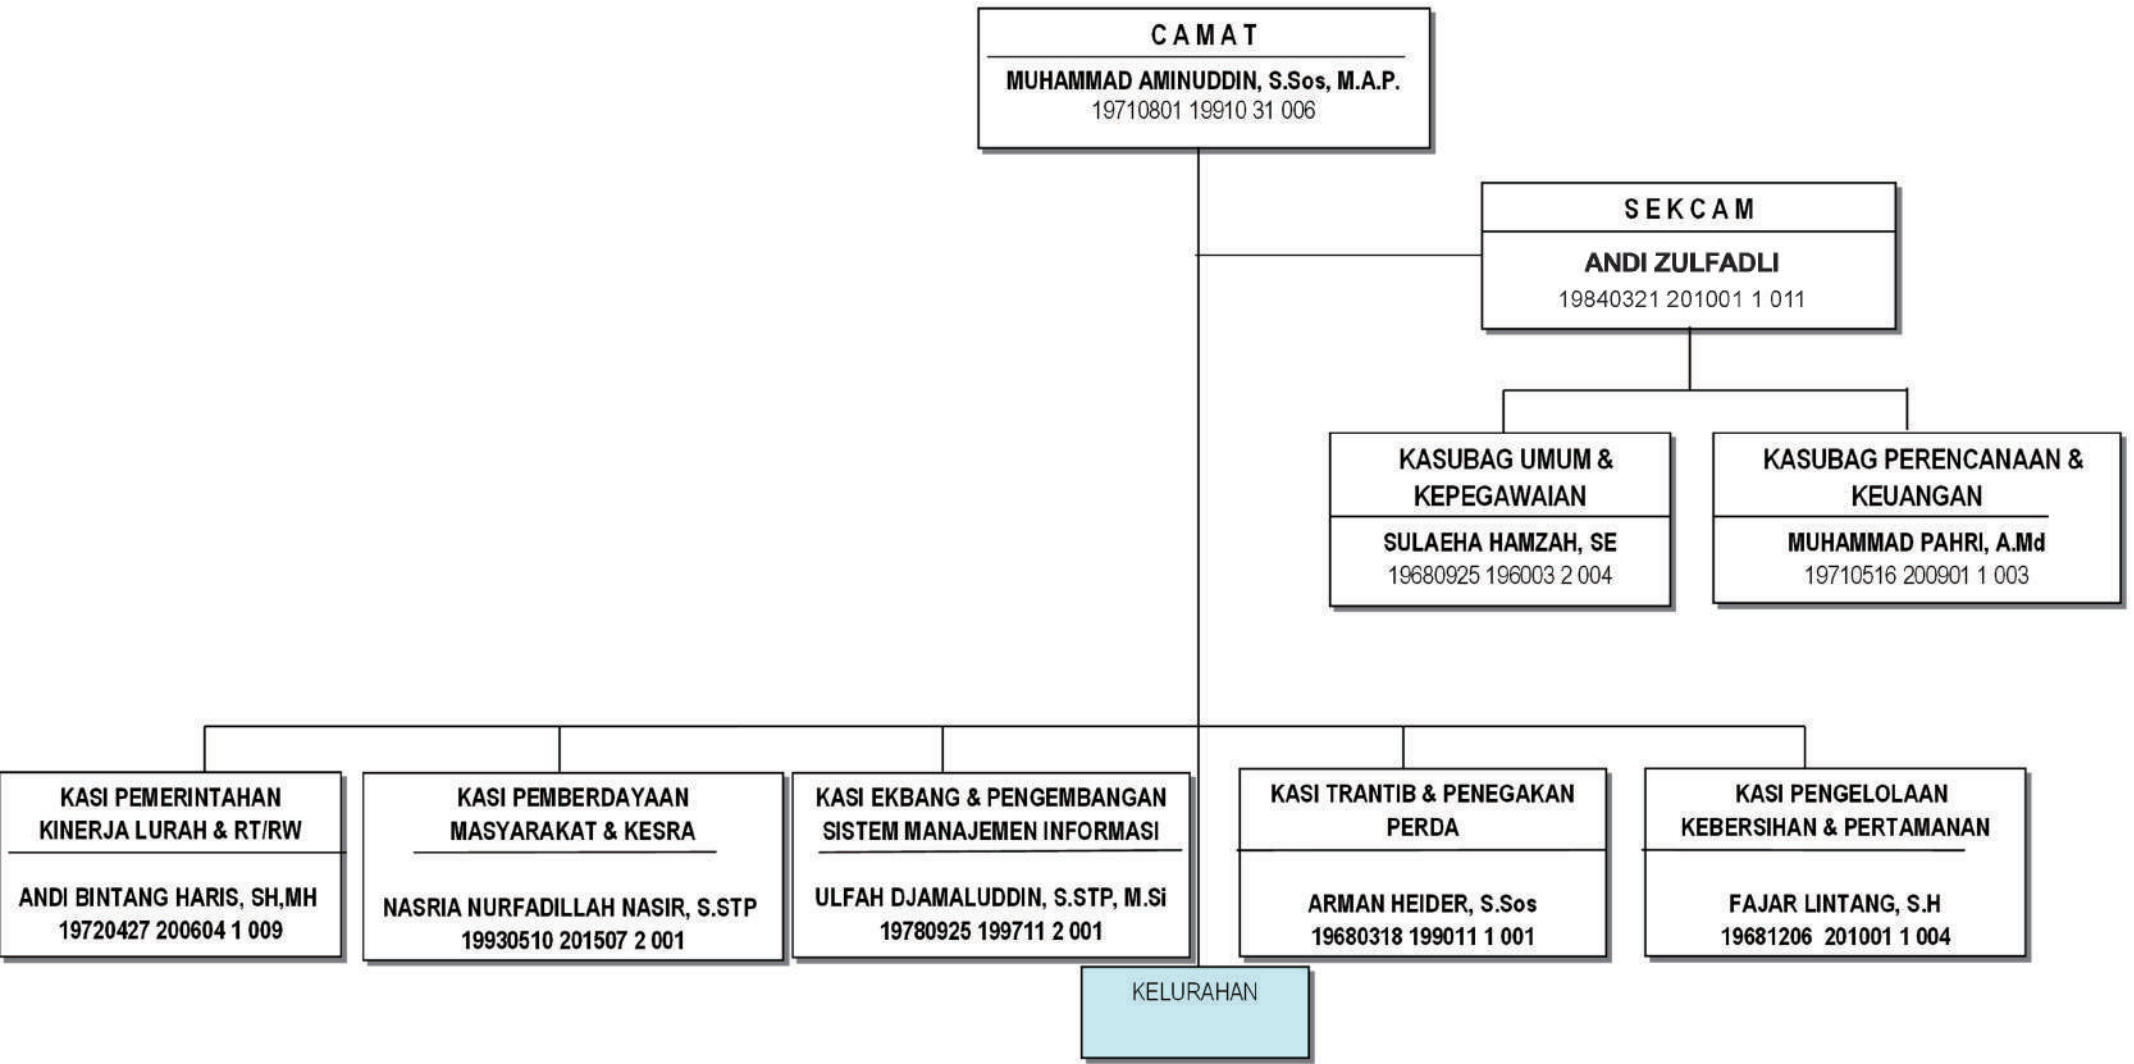 CAMAT
MUHAMMAD AMINUDDIN, S.Sos, M.A.P.
19710801 19910 31 006
SEKCAM
ANDI ZULFADLI
19840321 201001 1 011
KASUBAG UMUM &
KEPEGAWAIAN
SULAEHA HAMZAH, SE
19680925 196003 2 004
KASUBAG PERENCANAAN &
KEUANGAN
MUHAMMAD PAHRI, A.Md
19710516 200901 1 003
KASI PEMERINTAHAN
KINERJA LURAH & RT/RW
ANDI BINTANG HARIS, SH,MH
19720427 200604 1 009
KASI PEMBERDAYAAN
MASYARAKAT & KESRA
NASRIA NURFADILLAH NASIR, S.STP
19930510 201507 2 001
KASI EKBANG & PENGEMBANGAN
SISTEM MANAJEMEN INFORMASI
ULFAH DJAMALUDDIN, S.STP, M.Si
19780925 199711 2 001
KASI TRANTIB & PENEGAKAN
PERDA
ARMAN HEIDER, S.Sos
19680318 199011 1 001
KASI PENGELOLAAN
KEBERSIHAN & PERTAMANAN
FAJAR LINTANG, S.H
19681206 201001 1 004
KELURAHAN